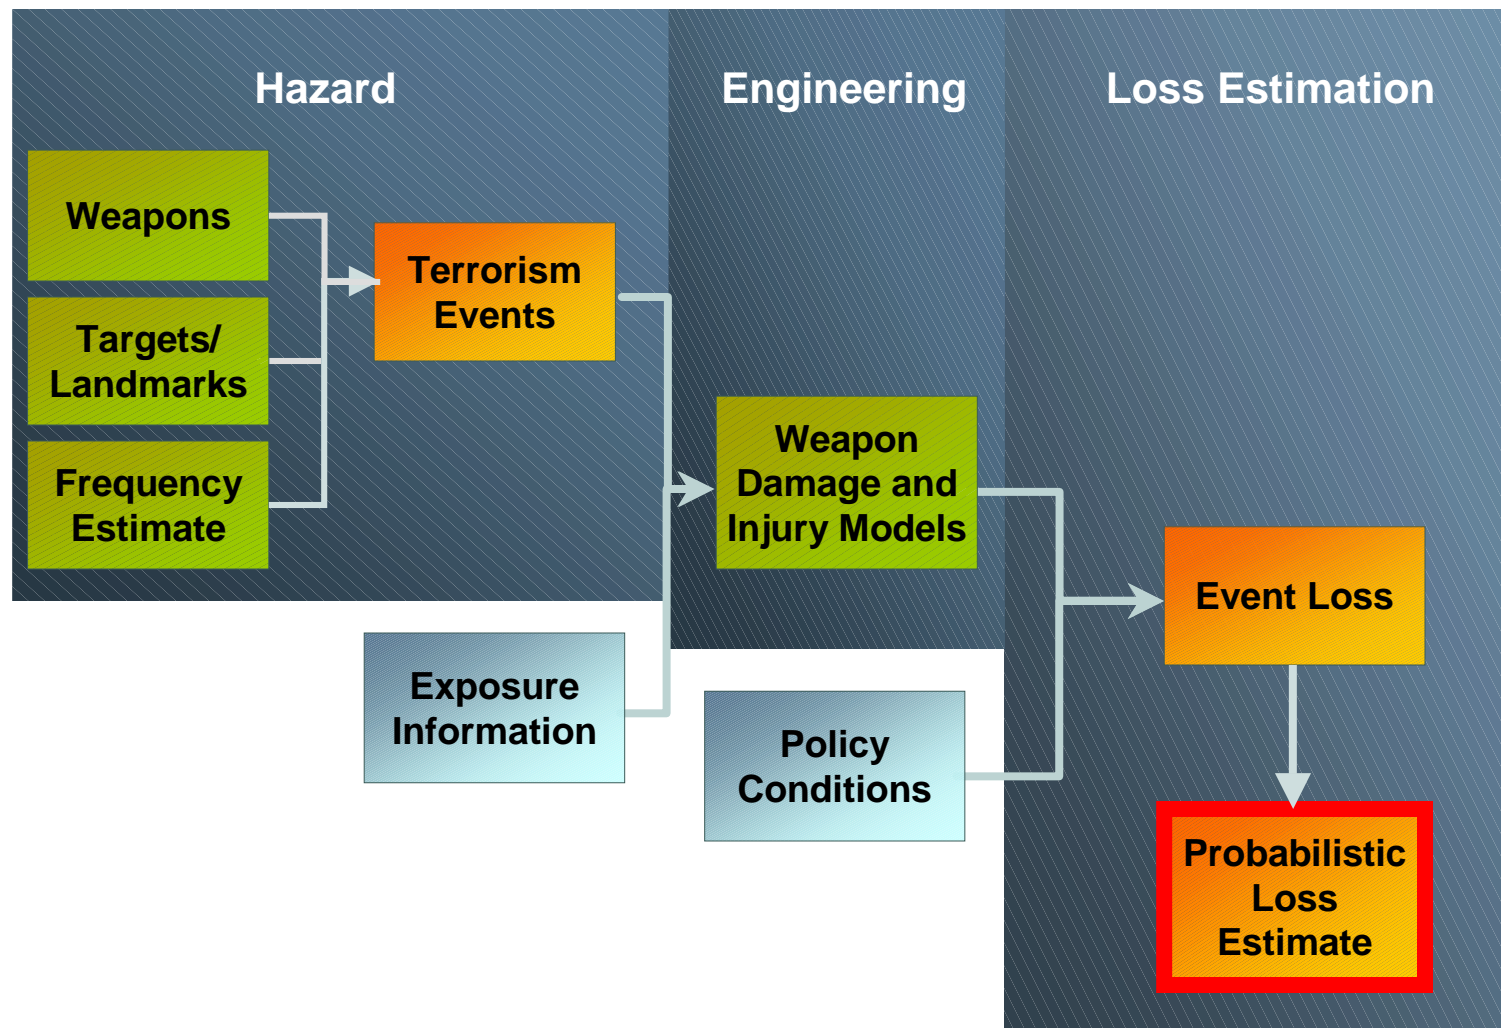 Hazard
Engineering
Loss Estimation
Weapons
Terrorism
Events
Targets/
Landmarks
Frequency
Estimate
Weapon
Damage and
Injury Models
Event Loss
Exposure
Information
Policy
Conditions
Probabilistic
Loss
Estimate